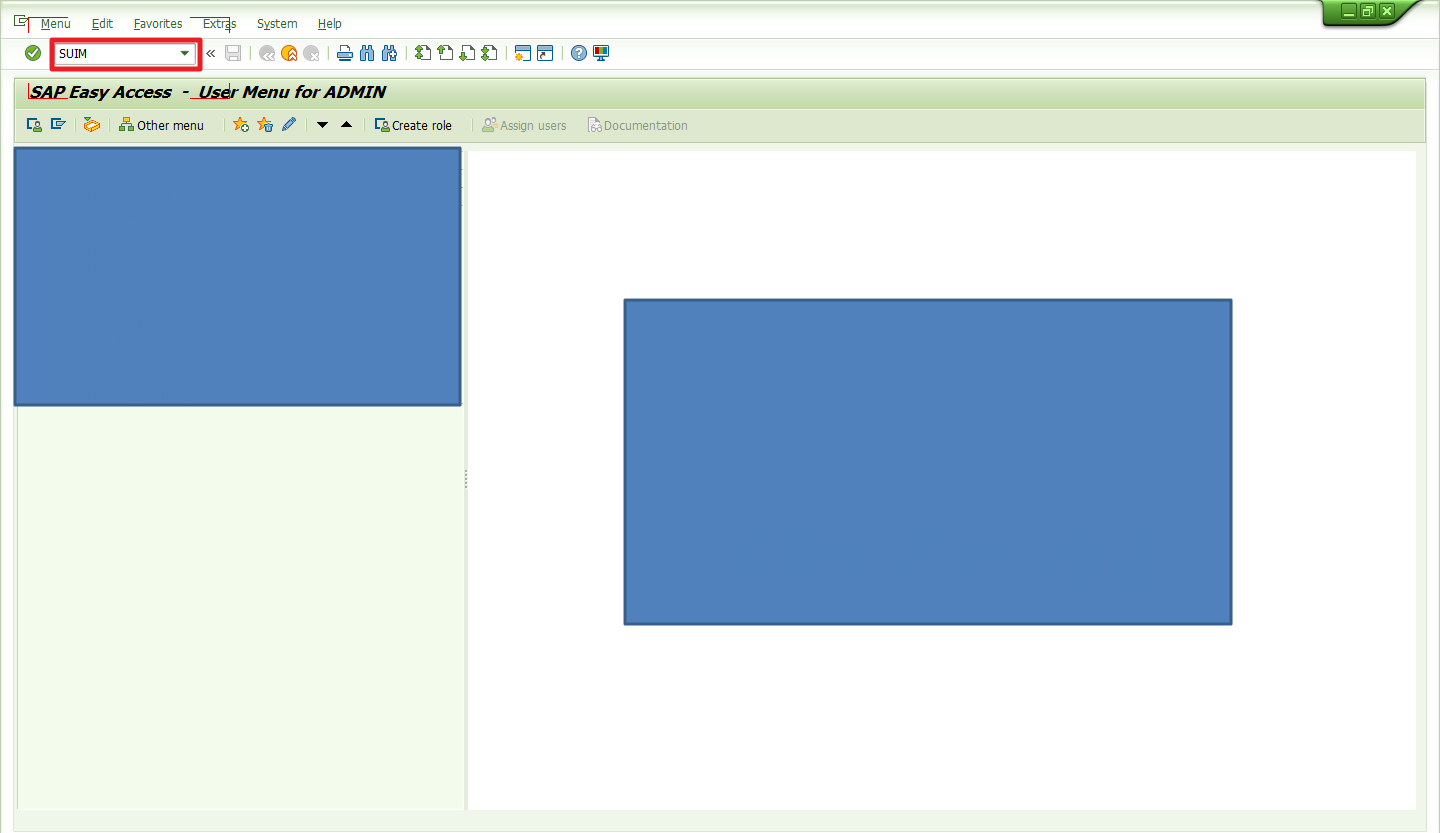 Menu Edit Favorites Extras System Help
SUIM
SAP Easy Access - User Menu for ADMIN
Other menu Create role Assign users Documentation